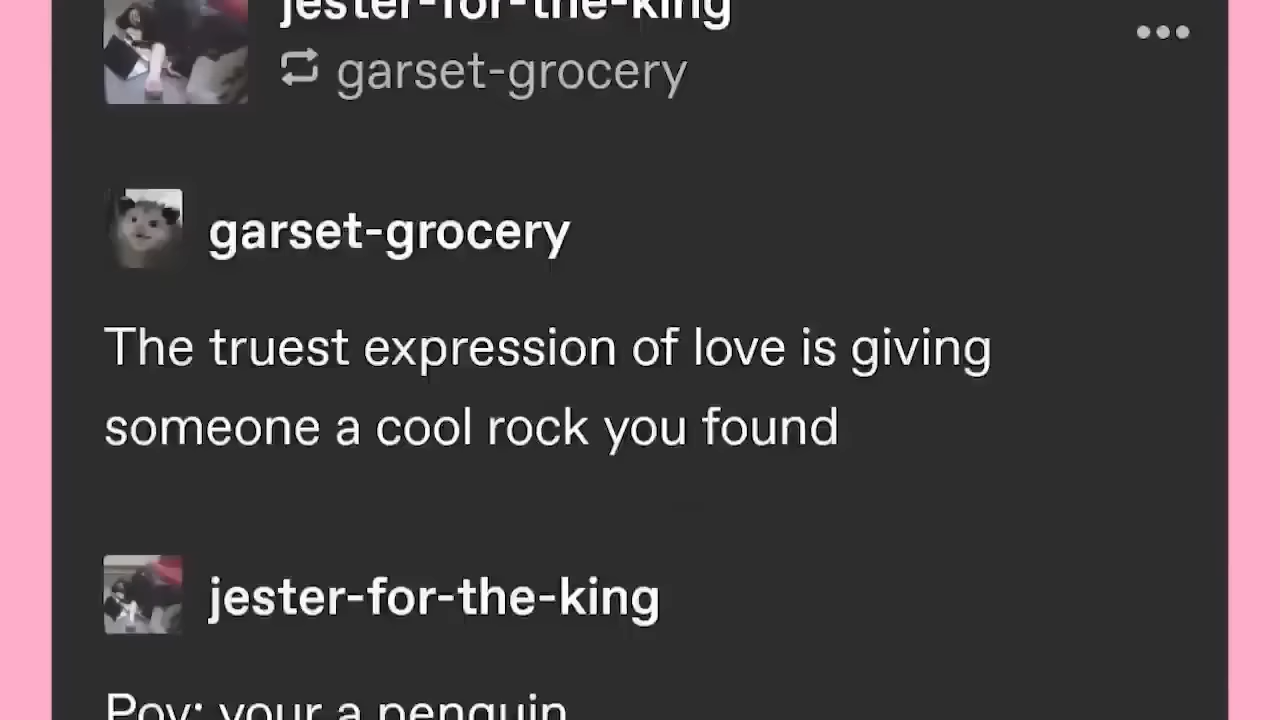 jester-for-the-king
garset-grocery
garset-grocery
The truest expression of love is giving
someone a cool rock you found
jester-for-the-king
Pov: your a penguin